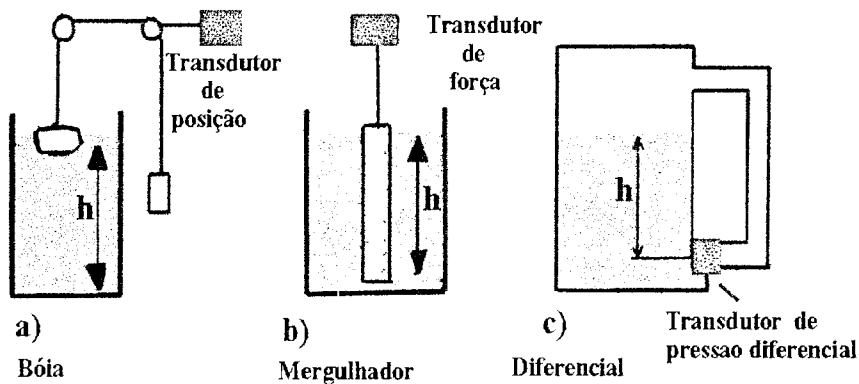 Transdutor
de
posição
h
a)
Bóia
Transdutor
de
força
h
b)
Mergulhador
h
c)
Diferencial
Transdutor de
pressao diferencial